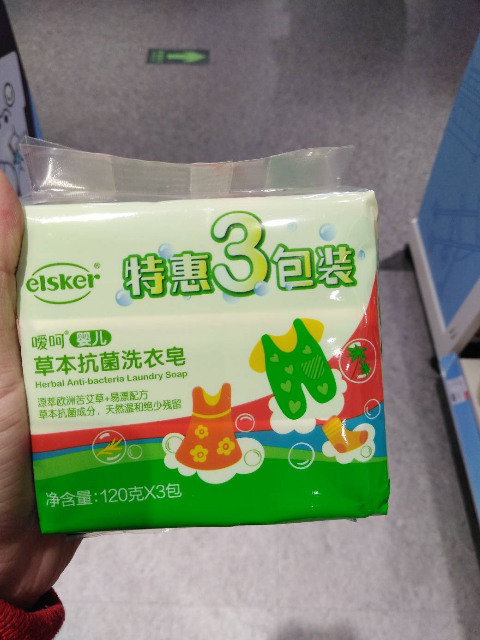 elsker®
特惠3包装
嗳呵® 婴儿
草本抗菌洗衣皂
Herbal Anti-bacteria Laundry Soap
源萃欧洲苦艾草+易漂配方
草本抗菌成分，天然温和绝少残留
净含量：120克X3包